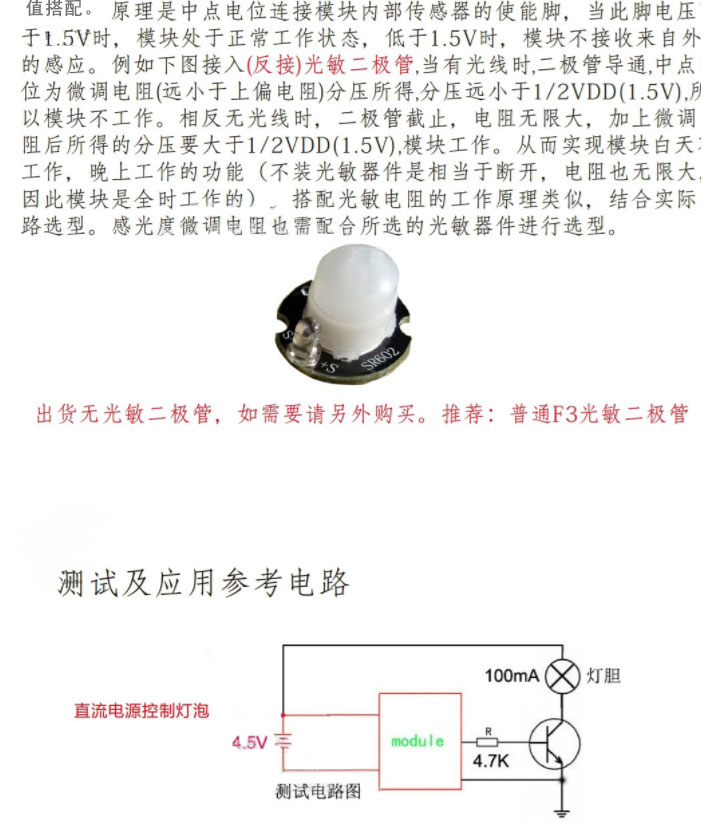 值搭配。原理是中点电位连接模块内部传感器的使能脚，当此脚电压
于1.5V时，模块处于正常工作状态，低于1.5V时，模块不接收来自外
的感应。例如下图接入(反接)光敏二极管,当有光线时,二极管导通,中点
位为微调电阻(远小于上偏电阻)分压所得,分压远小于1/2VDD(1.5V),所
以模块不工作。相反无光线时，二极管截止，电阻无限大，加上微调
阻后所得的分压要大于1/2VDD(1.5V),模块工作。从而实现模块白天
工作，晚上工作的功能（不装光敏器件是相当于断开，电阻也无限大,
因此模块是全时工作的）。搭配光敏电阻的工作原理类似，结合实际
路选型。感光度微调电阻也需配合所选的光敏器件进行选型。
S-
+S
SR602
出货无光敏二极管，如需要请另外购买。推荐：普通F3光敏二极管
测试及应用参考电路
100mA
灯胆
直流电源控制灯泡
4.5V
module
R
4.7K
测试电路图